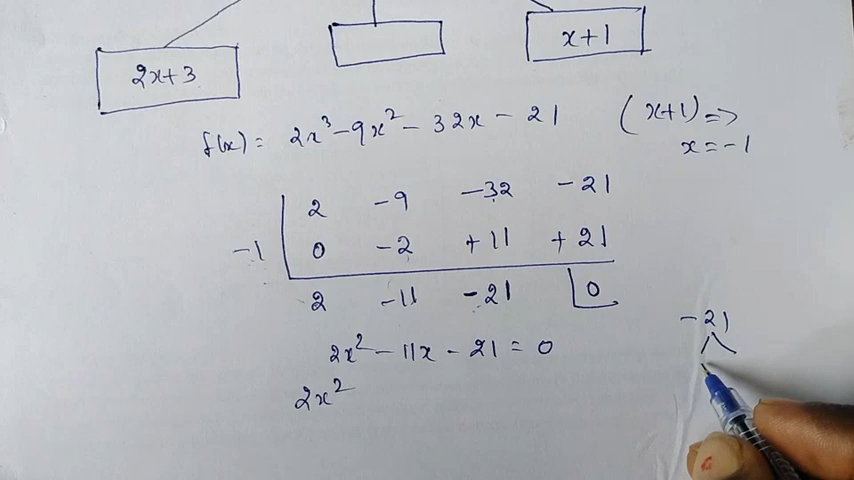 2x+3
x+1
f(x) = 2x³ - 9x² - 32x - 21 (x+1) =>
x = -1
2 -9 -32 -21
-1 0 -2 +11 +21
2 -11 -21 0
-21
2x² - 11x - 21 = 0
2x²